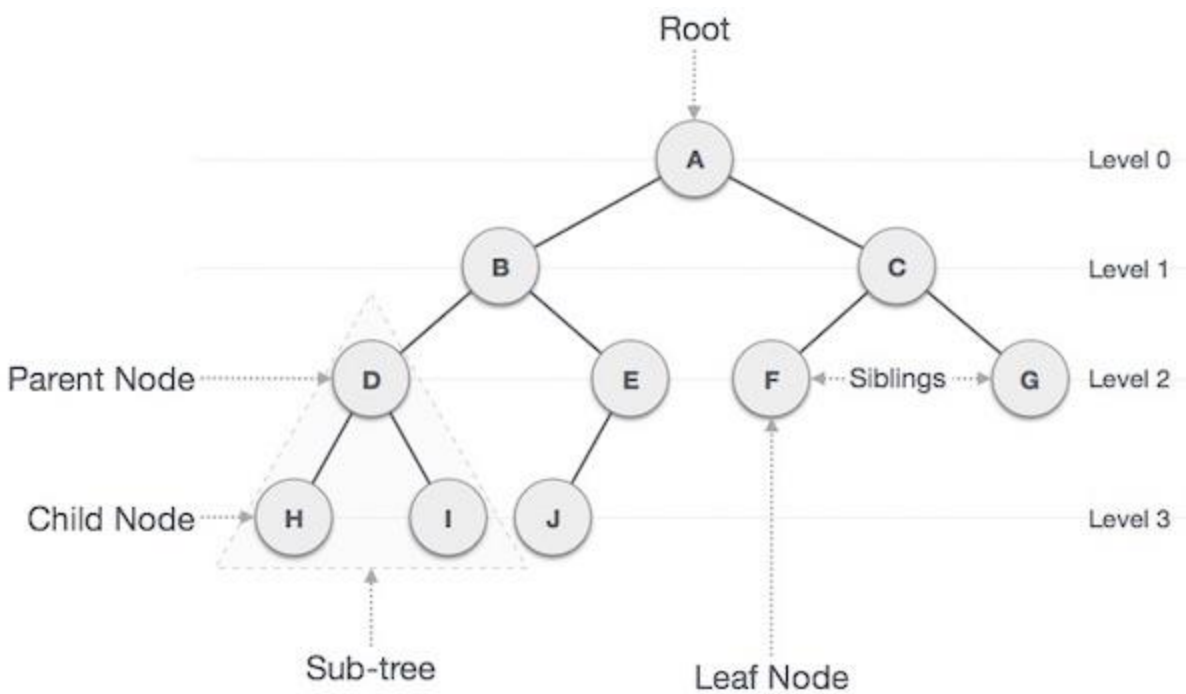 Root
A
Level 0
B
C
Level 1
Parent Node
D
E
F
Siblings
G
Level 2
Child Node
H
I
J
Level 3
Sub-tree
Leaf Node